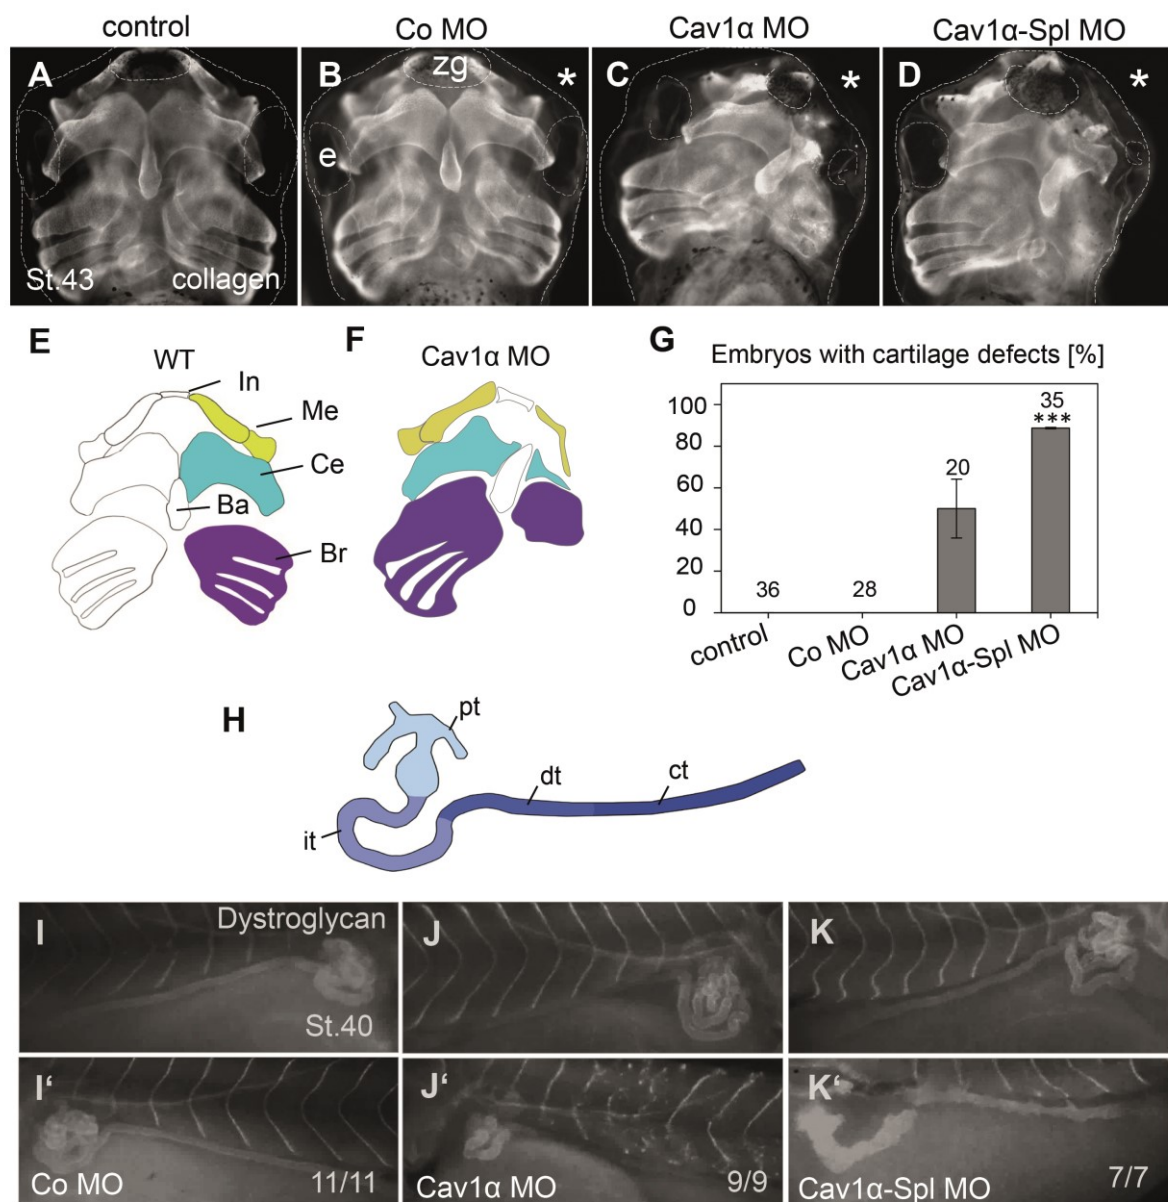 control Co MO Cav1α MO Cav1α-Spl MO
A B zg * C * D *
e
St.43 collagen
E F G Embryos with cartilage defects [%]
WT Cav1α MO
In
Me
Ce
Ba
Br
100
80
60
40
20
0
36 28 20 35
***
control Co MO Cav1α MO Cav1α-Spl MO
H
pt
dt ct
it
I Dystroglycan J K
St.40
I‘ J‘ K‘
Co MO 11/11 Cav1α MO 9/9 Cav1α-Spl MO 7/7